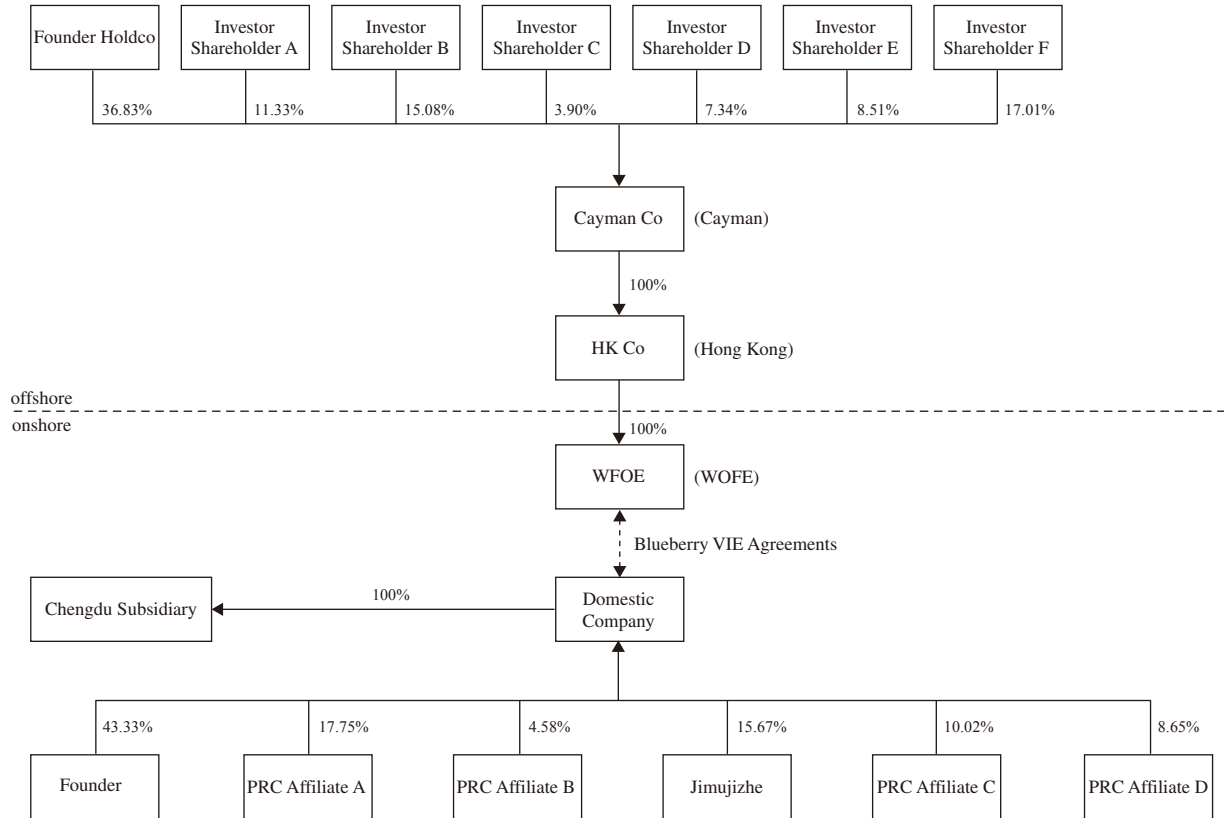 Founder Holdco
Investor
Shareholder A
Investor
Shareholder B
Investor
Shareholder C
Investor
Shareholder D
Investor
Shareholder E
Investor
Shareholder F
36.83%
11.33%
15.08%
3.90%
7.34%
8.51%
17.01%
Cayman Co
(Cayman)
100%
HK Co
(Hong Kong)
offshore
onshore
100%
WFOE
(WOFE)
Blueberry VIE Agreements
Chengdu Subsidiary
100%
Domestic
Company
43.33%
17.75%
4.58%
15.67%
10.02%
8.65%
Founder
PRC Affiliate A
PRC Affiliate B
Jimujizhe
PRC Affiliate C
PRC Affiliate D